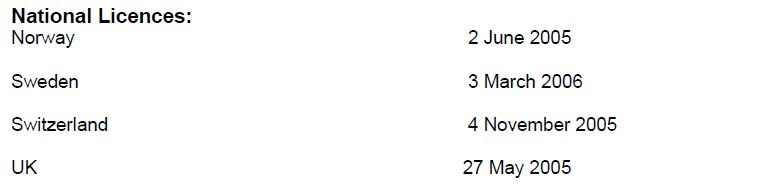 National Licences:
Norway 2 June 2005
Sweden 3 March 2006
Switzerland 4 November 2005
UK 27 May 2005